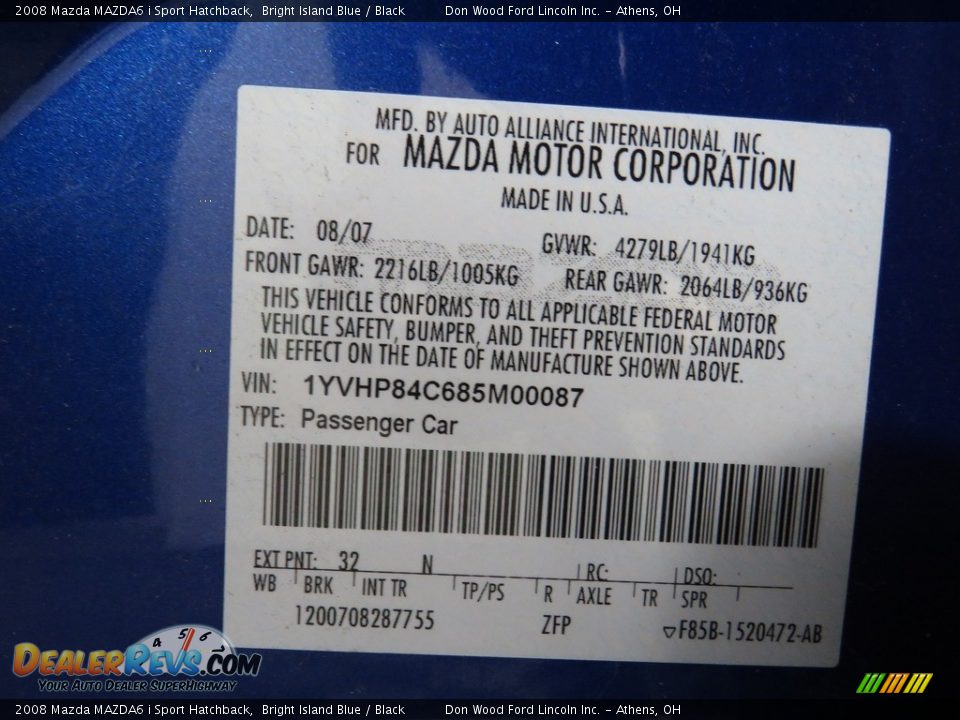 2008 Mazda MAZDA6 i Sport Hatchback,  Bright Island Blue / Black    Don Wood Ford Lincoln Inc. - Athens, OH
MFD. BY AUTO ALLIANCE INTERNATIONAL, INC.
FOR MAZDA MOTOR CORPORATION
MADE IN U.S.A.
DATE: 08/07 GVWR: 4279LB/1941KG
FRONT GAWR: 2216LB/1005KG REAR GAWR: 2064LB/936KG
THIS VEHICLE CONFORMS TO ALL APPLICABLE FEDERAL MOTOR
VEHICLE SAFETY, BUMPER, AND THEFT PREVENTION STANDARDS
IN EFFECT ON THE DATE OF MANUFACTURE SHOWN ABOVE.
VIN: 1YVHP84C685M00087
TYPE: Passenger Car
EXT PNT: 32 N RC: DSO:
WB BRK INT TR TP/PS R AXLE TR SPR
1200708287755 ZFP ▽F85B-1520472-AB
4 5 6
DEALERREVS.COM
YOUR AUTO DEALER SUPERHIGHWAY
2008 Mazda MAZDA6 i Sport Hatchback,  Bright Island Blue / Black    Don Wood Ford Lincoln Inc. - Athens, OH